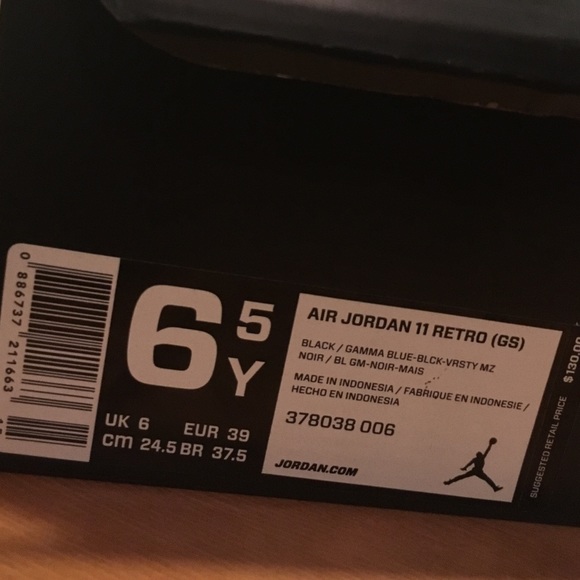 0 886737 211663
6
5
Y
UK 6 EUR 39
cm 24.5 BR 37.5
AIR JORDAN 11 RETRO (GS)
BLACK / GAMMA BLUE-BLCK-VRSTY MZ
NOIR / BL GM-NOIR-MAIS
MADE IN INDONESIA / FABRIQUE EN INDONESIE /
HECHO EN INDONESIA
378038 006
JORDAN.COM
SUGGESTED RETAIL PRICE $130.00